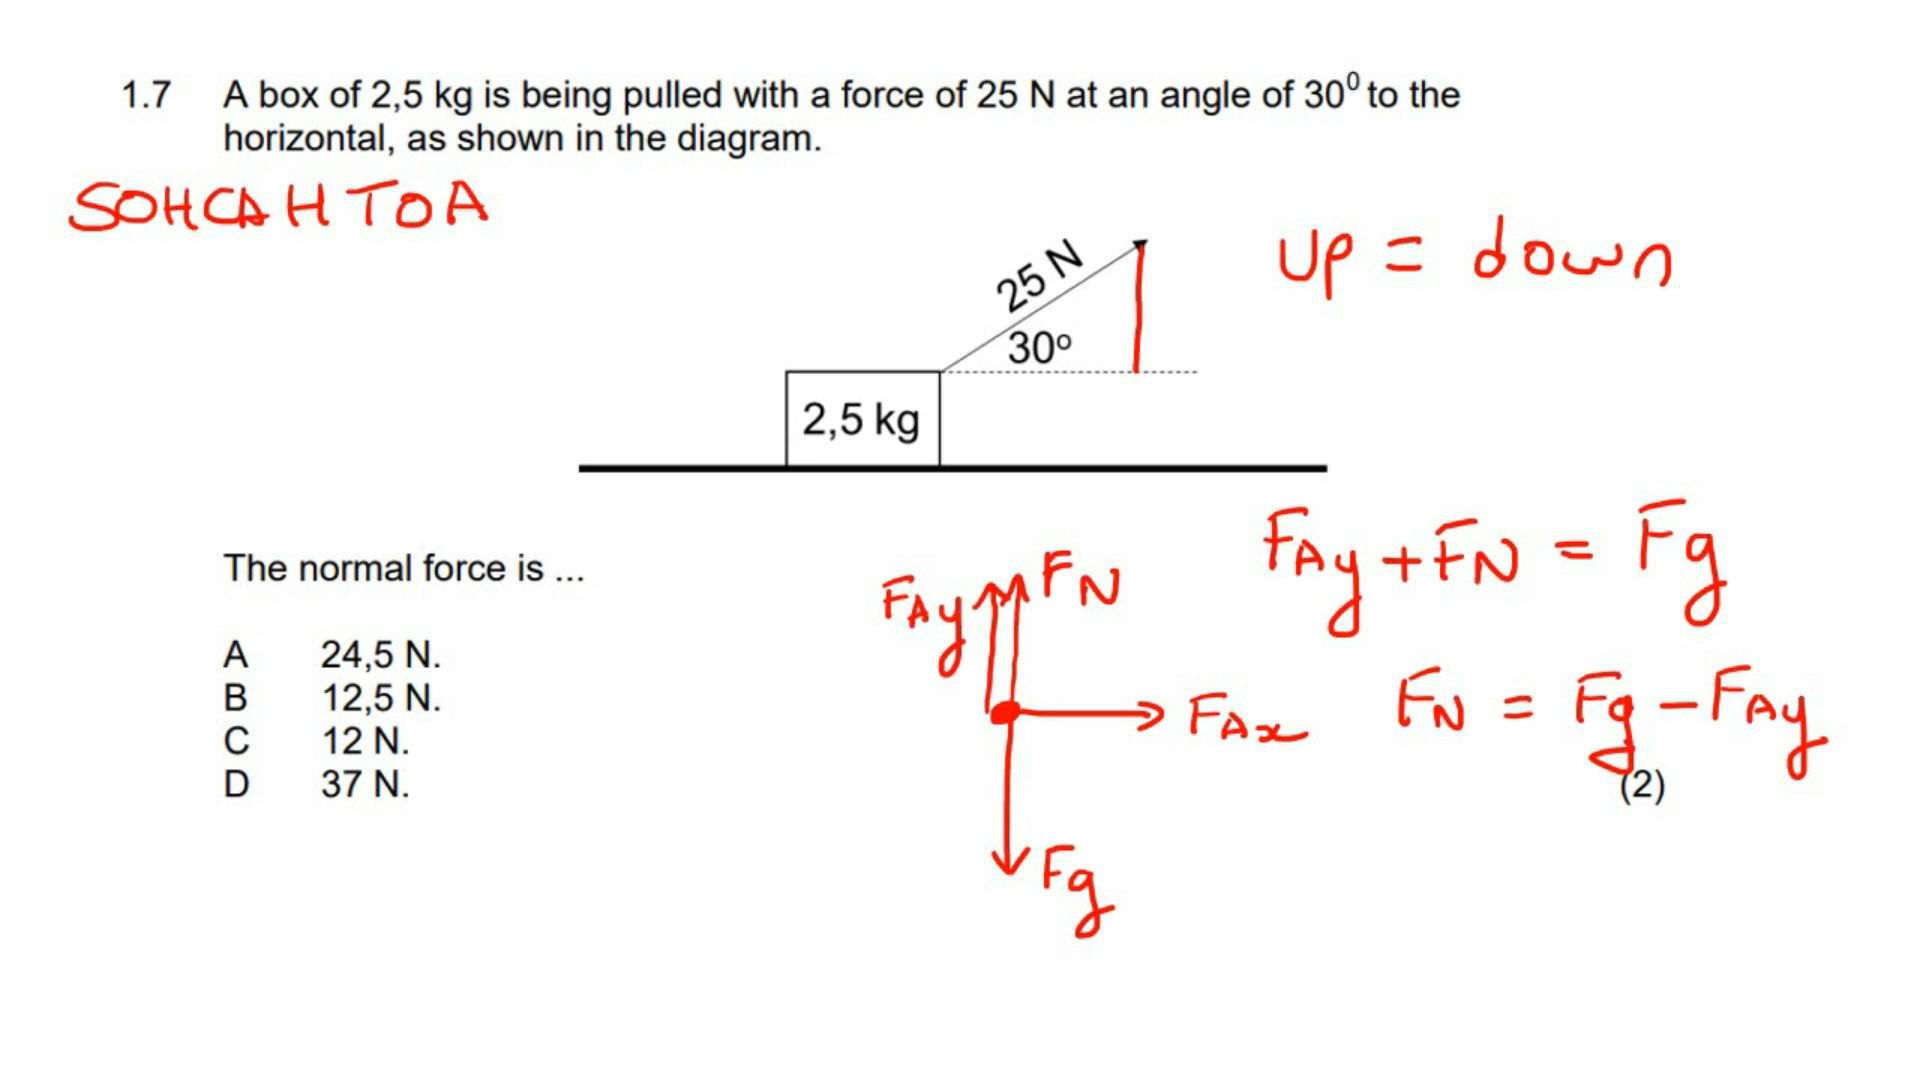 1.7 A box of 2,5 kg is being pulled with a force of 25 N at an angle of 30⁰ to the
horizontal, as shown in the diagram.
SOHCAHTOA
up = down
25 N
30º
2,5 kg
The normal force is ...
FAy + FN = Fg
FAy FN
A 24,5 N.
B 12,5 N.
C 12 N.
D 37 N.
FAx
FN = Fg - FAy
(2)
Fg